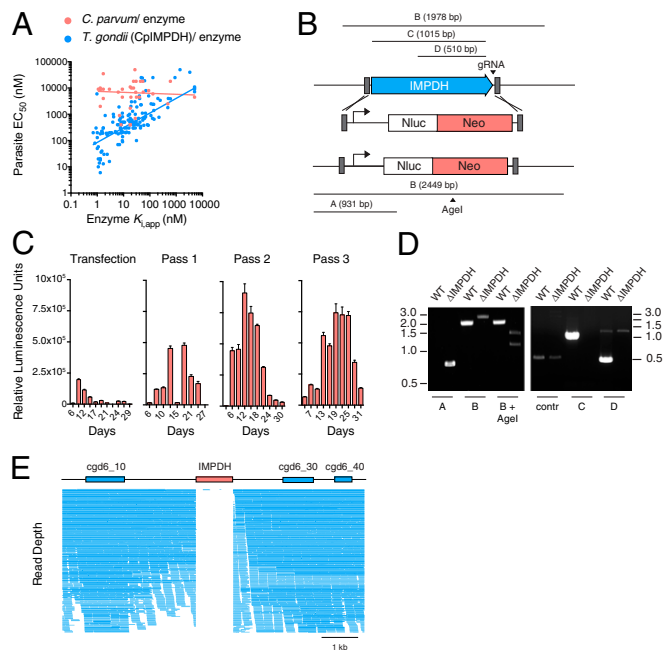 A
C. parvum/ enzyme
T. gondii (CpIMPDH)/ enzyme
Parasite EC50 (nM)
100000
10000
1000
100
10
1
0.1 1 10 100 1000 10000
Enzyme Ki,app (nM)
B
B (1978 bp)
C (1015 bp)
D (510 bp)
gRNA
IMPDH
Nluc Neo
Nluc Neo
B (2449 bp)
A (931 bp)
AgeI
C
Relative Luminescence Units
Transfection
Pass 1
Pass 2
Pass 3
10x10⁵
7.5x10⁵
5.0x10⁵
2.5x10⁵
0
6 12 17 21 24 29
6 10 15 21 27
6 12 18 24 30
7 13 19 25 31
Days
Days
Days
Days
D
WT ΔIMPDH WT ΔIMPDH WT ΔIMPDH
WT ΔIMPDH WT ΔIMPDH WT ΔIMPDH
3.0
2.0
1.5
1.0
0.5
3.0
1.5
1.0
0.5
A
B
B +
AgeI
contr
C
D
E
cgd6_10
IMPDH
cgd6_30
cgd6_40
Read Depth
1 kb